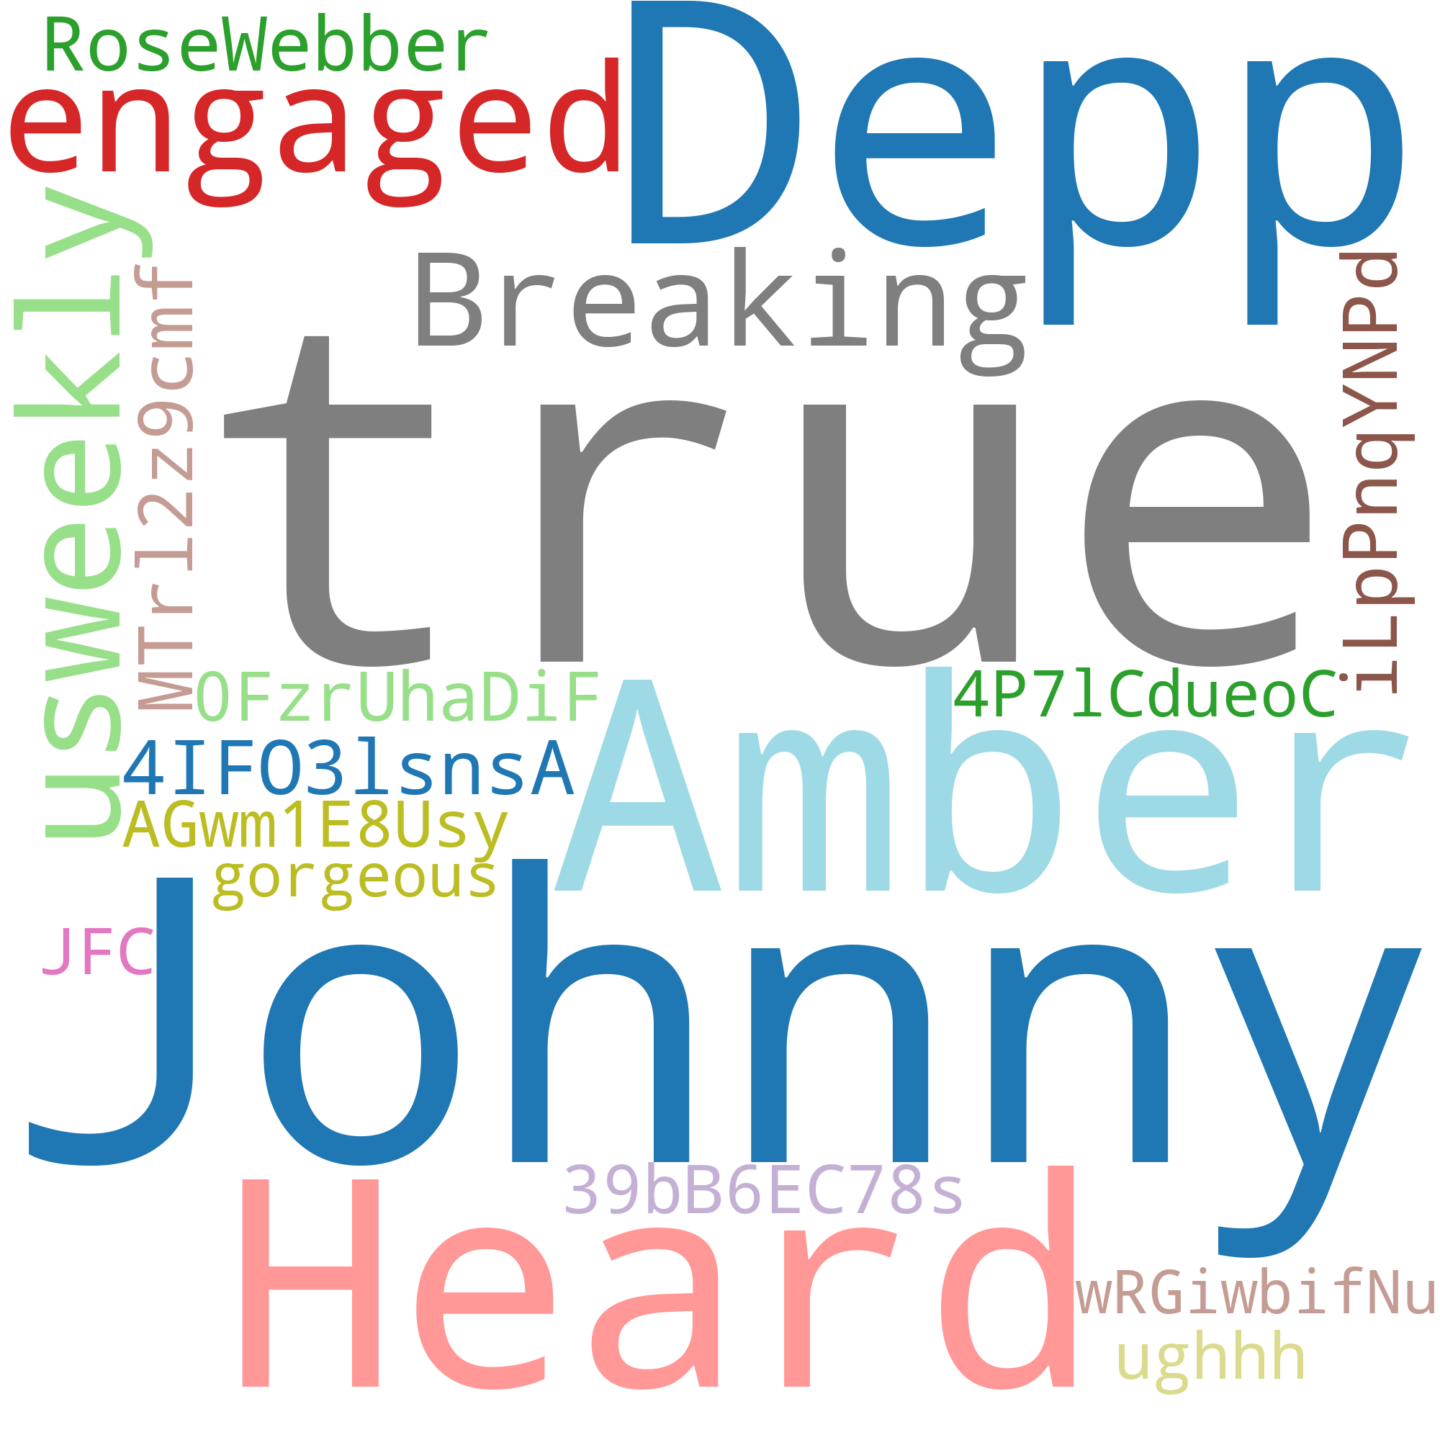 RoseWebber
Depp
engaged
usweekly
Breaking
MTrl2z9cmf
iLpPnqYNPd
true
0FzrUhaDiF
4P7lCdueoC
4IFO3lsnsA
Amber
AGwm1E8Usy
gorgeous
JFC
Johnny
39bB6EC78s
Heard
wRGiwbifNu
ughhh